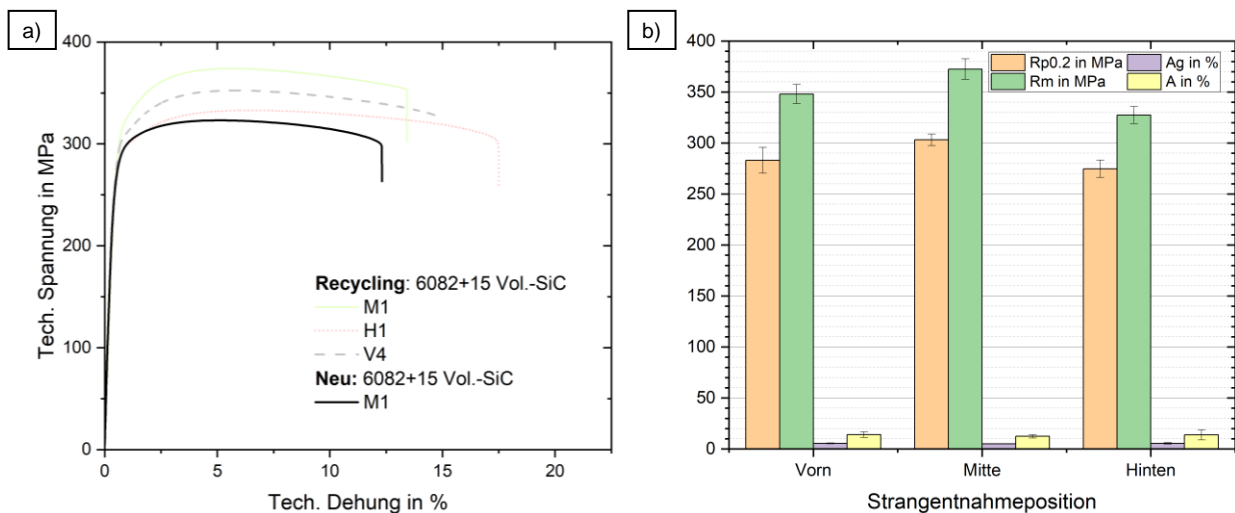 a)
400
300
200
100
0
0
5
10
15
20
Tech. Spannung in MPa
Tech. Dehung in %
Recycling: 6082+15 Vol.-SiC
M1
H1
V4
Neu: 6082+15 Vol.-SiC
M1
b)
400
350
300
250
200
150
100
50
0
Rp0.2 in MPa
Rm in MPa
Ag in %
A in %
Vorn
Mitte
Hinten
Strangentnahmeposition